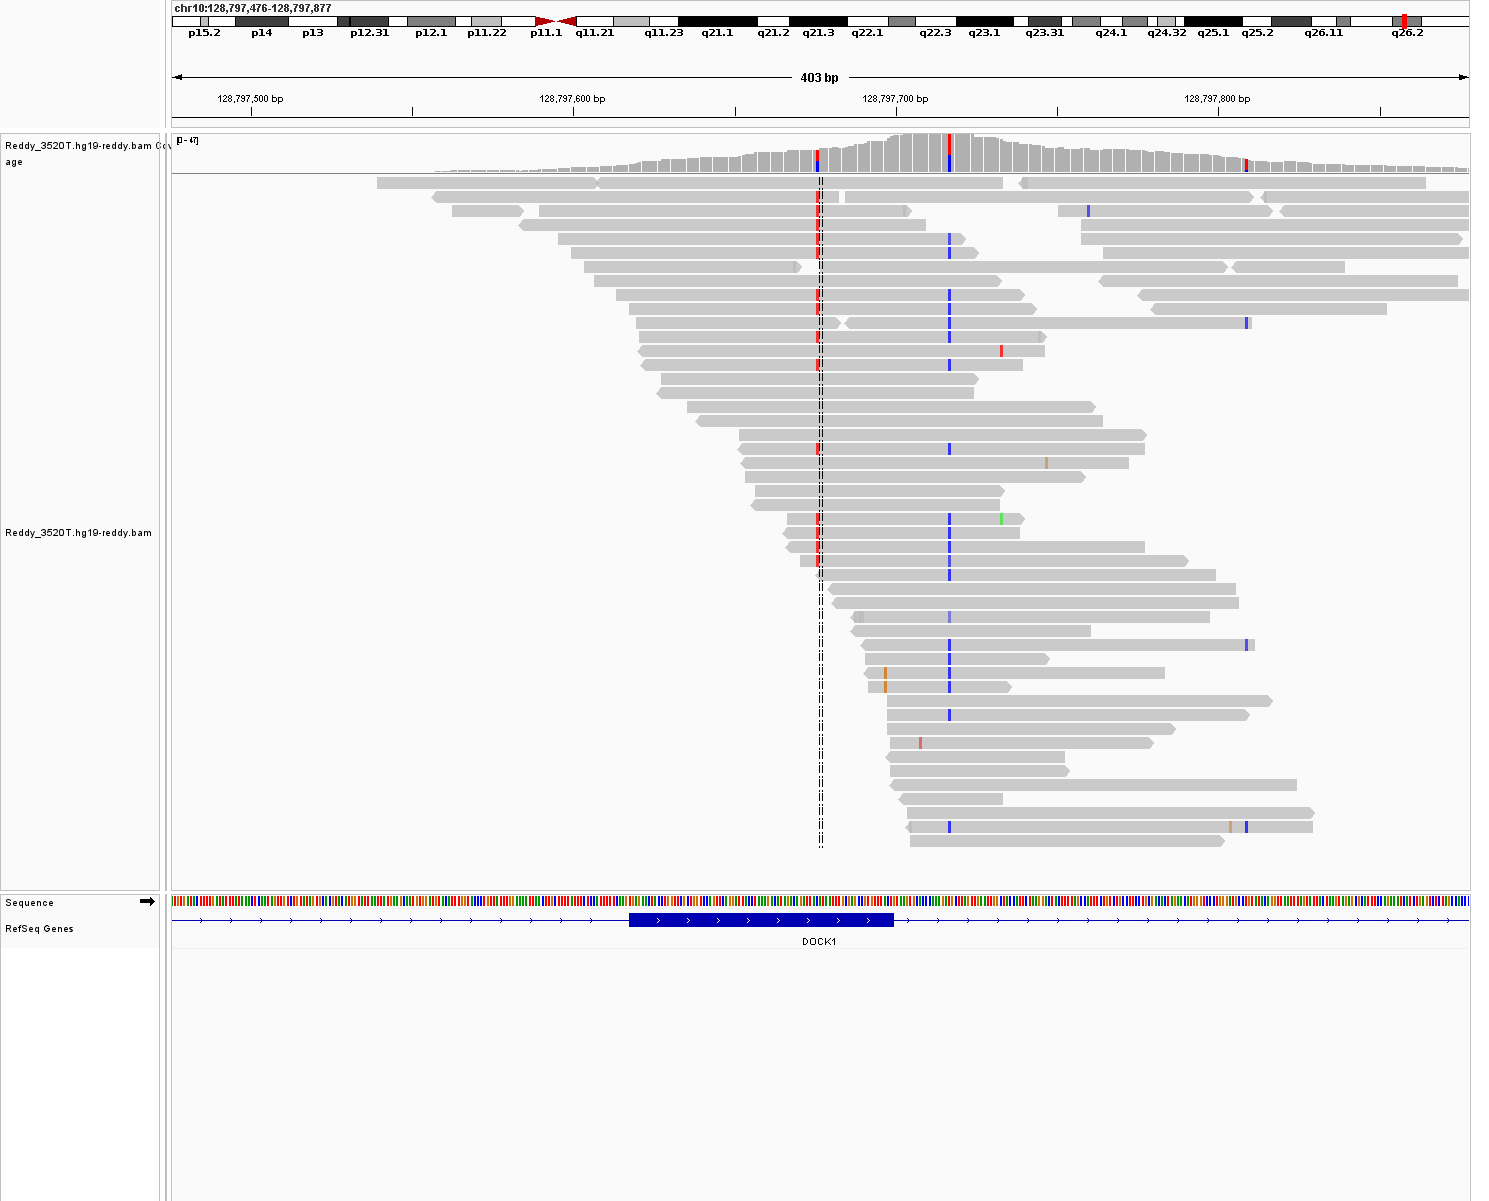 chr10:128,797,476-128,797,877
p15.2 p14 p13 p12.31 p12.1 p11.22 p11.1 q11.21 q11.23 q21.1 q21.2 q21.3 q22.1 q22.3 q23.1 q23.31 q24.1 q24.32 q25.1 q25.2 q26.11 q26.2
403 bp
128,797,500 bp 128,797,600 bp 128,797,700 bp 128,797,800 bp
[0 - 47]
Reddy_3520T.hg19-reddy.bam Cov
age
Reddy_3520T.hg19-reddy.bam
Sequence
RefSeq Genes
DOCK1